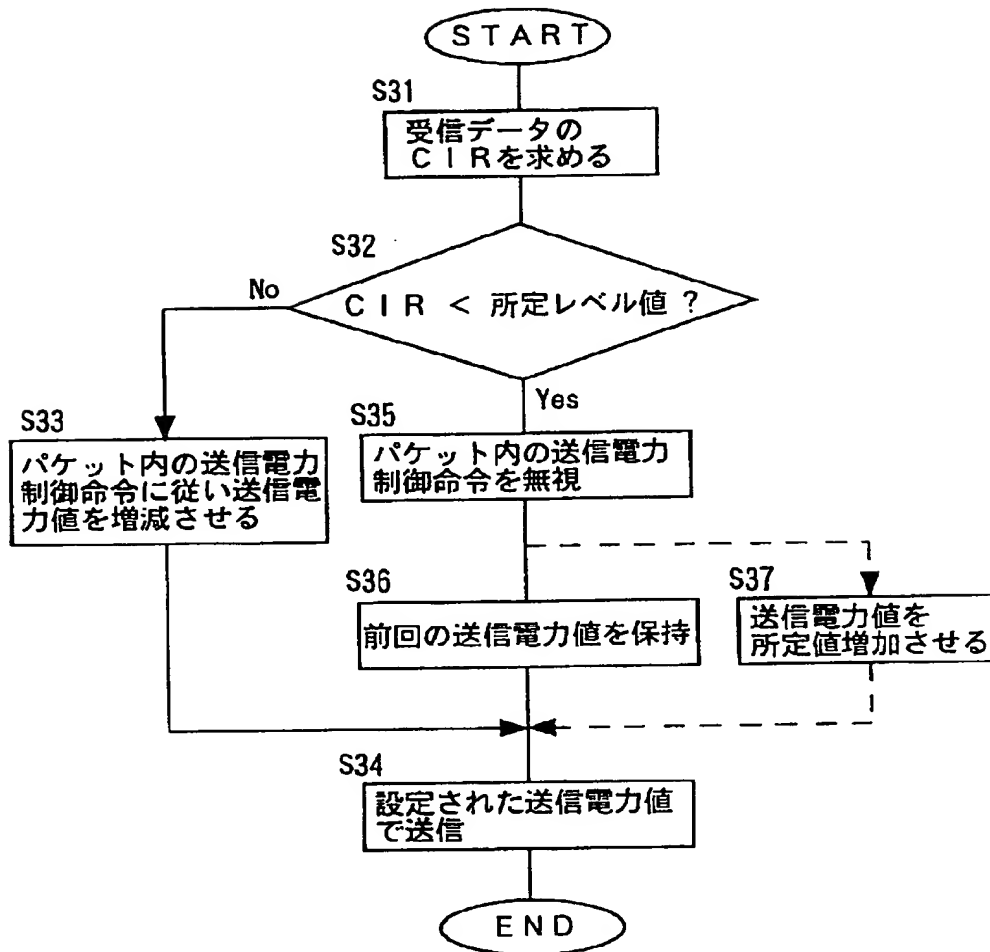 START
S31
受信データの
CIRを求める
S32
CIR < 所定レベル値 ?
No
Yes
S33
パケット内の送信電力
制御命令に従い送信電
力値を増減させる
S35
パケット内の送信電力
制御命令を無視
S36
前回の送信電力値を保持
S37
送信電力値を
所定値増加させる
S34
設定された送信電力値
で送信
END